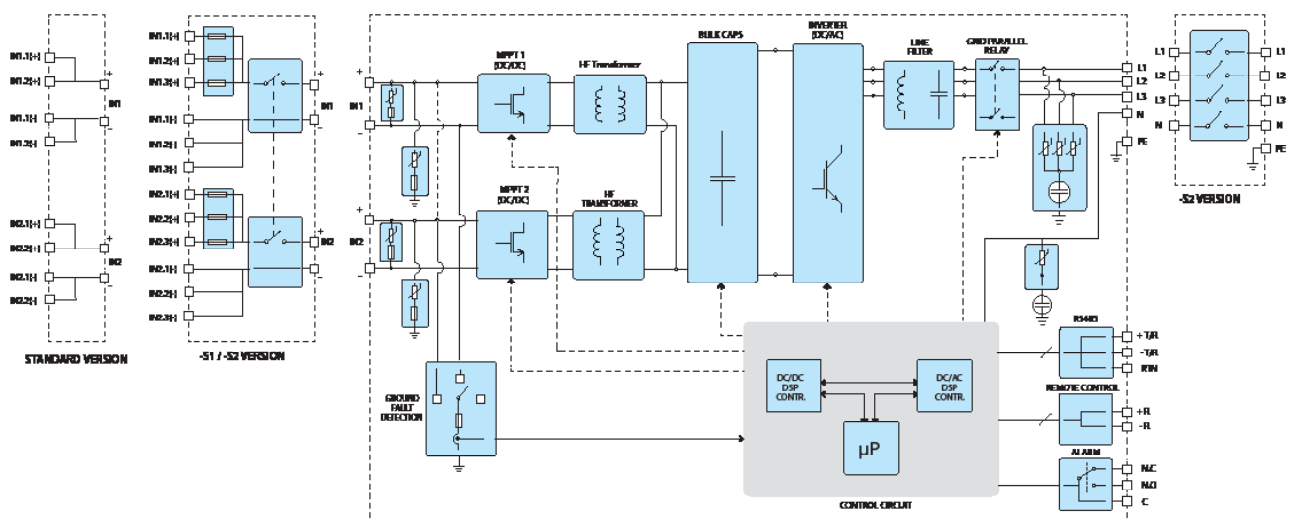 IN1.1(+)
IN1.2(+)
IN1.1(-)
IN1.2(-)
+
IN1
-
IN2.1(+)
IN2.2(+)
IN2.1(-)
IN2.2(-)
+
IN2
-
STANDARD VERSION
IN1.1(+)
IN1.2(+)
IN1.3(+)
IN1.1(-)
IN1.2(-)
IN1.3(-)
+
IN1
-
IN2.1(+)
IN2.2(+)
IN2.3(+)
IN2.1(-)
IN2.2(-)
IN2.3(-)
+
IN2
-
-S1 / -S2 VERSION
+
IN1
-
+
IN2
-
MPPT 1
(DC/DC)
HF Transformer
MPPT 2
(DC/DC)
HF
TRANSFORMER
BULK CAPS
INVERTER
(DC/AC)
LINE
FILTER
GRID PARALLEL
RELAY
L1
L2
L3
N
PE
L1
L2
L3
N
L1
L2
L3
N
PE
-S2 VERSION
GROUND
FAULT
DETECTION
DC/DC
DSP
CONTR.
DC/AC
DSP
CONTR.
µP
CONTROL CIRCUIT
RS485
+T/R
-T/R
RTN
REMOTE CONTROL
+R
-R
ALARM
N.C
N.O
C